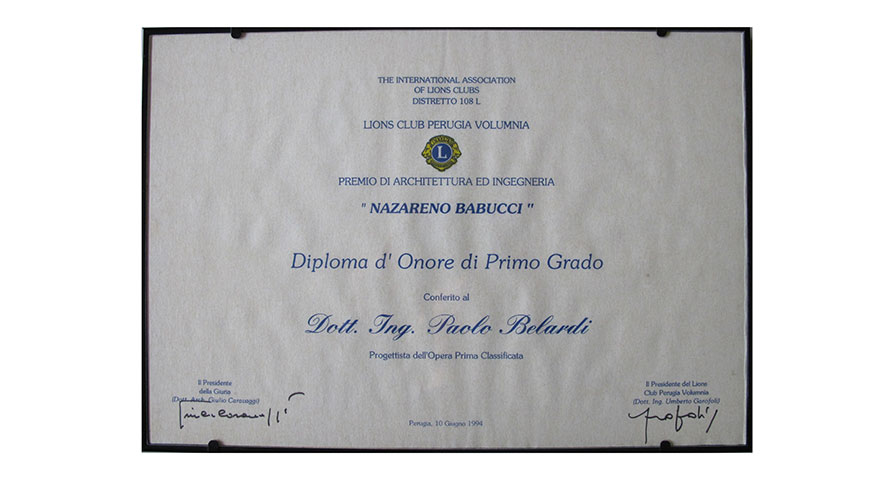 THE INTERNATIONAL ASSOCIATION
OF LIONS CLUBS
DISTRETTO 108 L
LIONS CLUB PERUGIA VOLUMNIA
L
PREMIO DI ARCHITETTURA ED INGEGNERIA
" NAZARENO BABUCCI "
Diploma d' Onore di Primo Grado
Conferito al
Dott. Ing. Paolo Belardi
Progettista dell'Opera Prima Classificata
Il Presidente
della Giuria
(Dott. Arch. Giulio Ceravaggi)
Il Presidente del Lions
Club Perugia Volumnia
(Dott. Ing. Umberto Garofoli)
Perugia, 10 Giugno 1994